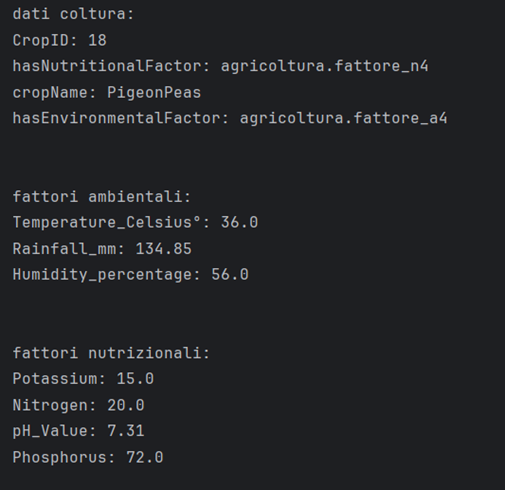 dati coltura:
CropID: 18
hasNutritionalFactor: agricoltura.fattore_n4
cropName: PigeonPeas
hasEnvironmentalFactor: agricoltura.fattore_a4
fattori ambientali:
Temperature_Celsius°: 36.0
Rainfall_mm: 134.85
Humidity_percentage: 56.0
fattori nutrizionali:
Potassium: 15.0
Nitrogen: 20.0
pH_Value: 7.31
Phosphorus: 72.0